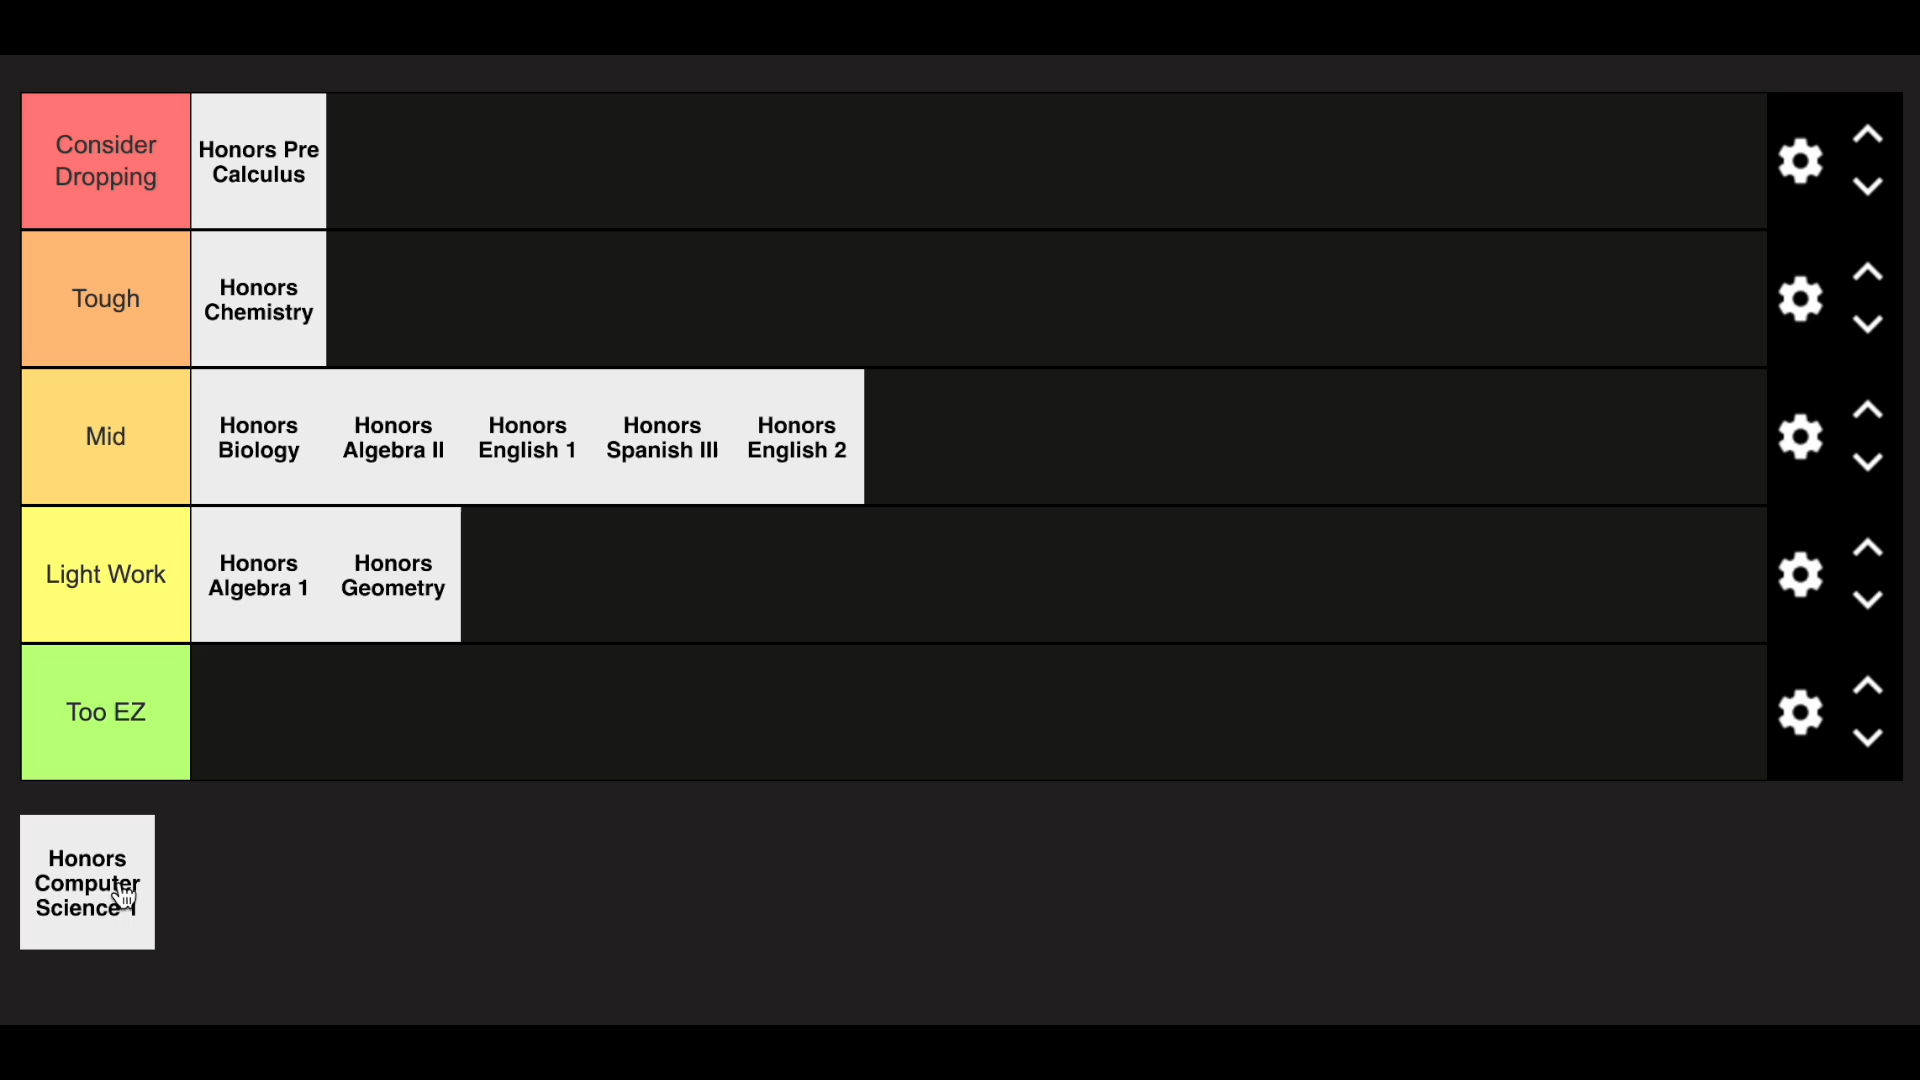 Consider
Dropping
Honors Pre
Calculus
Tough
Honors
Chemistry
Mid
Honors
Biology
Honors
Algebra II
Honors
English 1
Honors
Spanish III
Honors
English 2
Light Work
Honors
Algebra 1
Honors
Geometry
Too EZ
Honors
Computer
Science 1